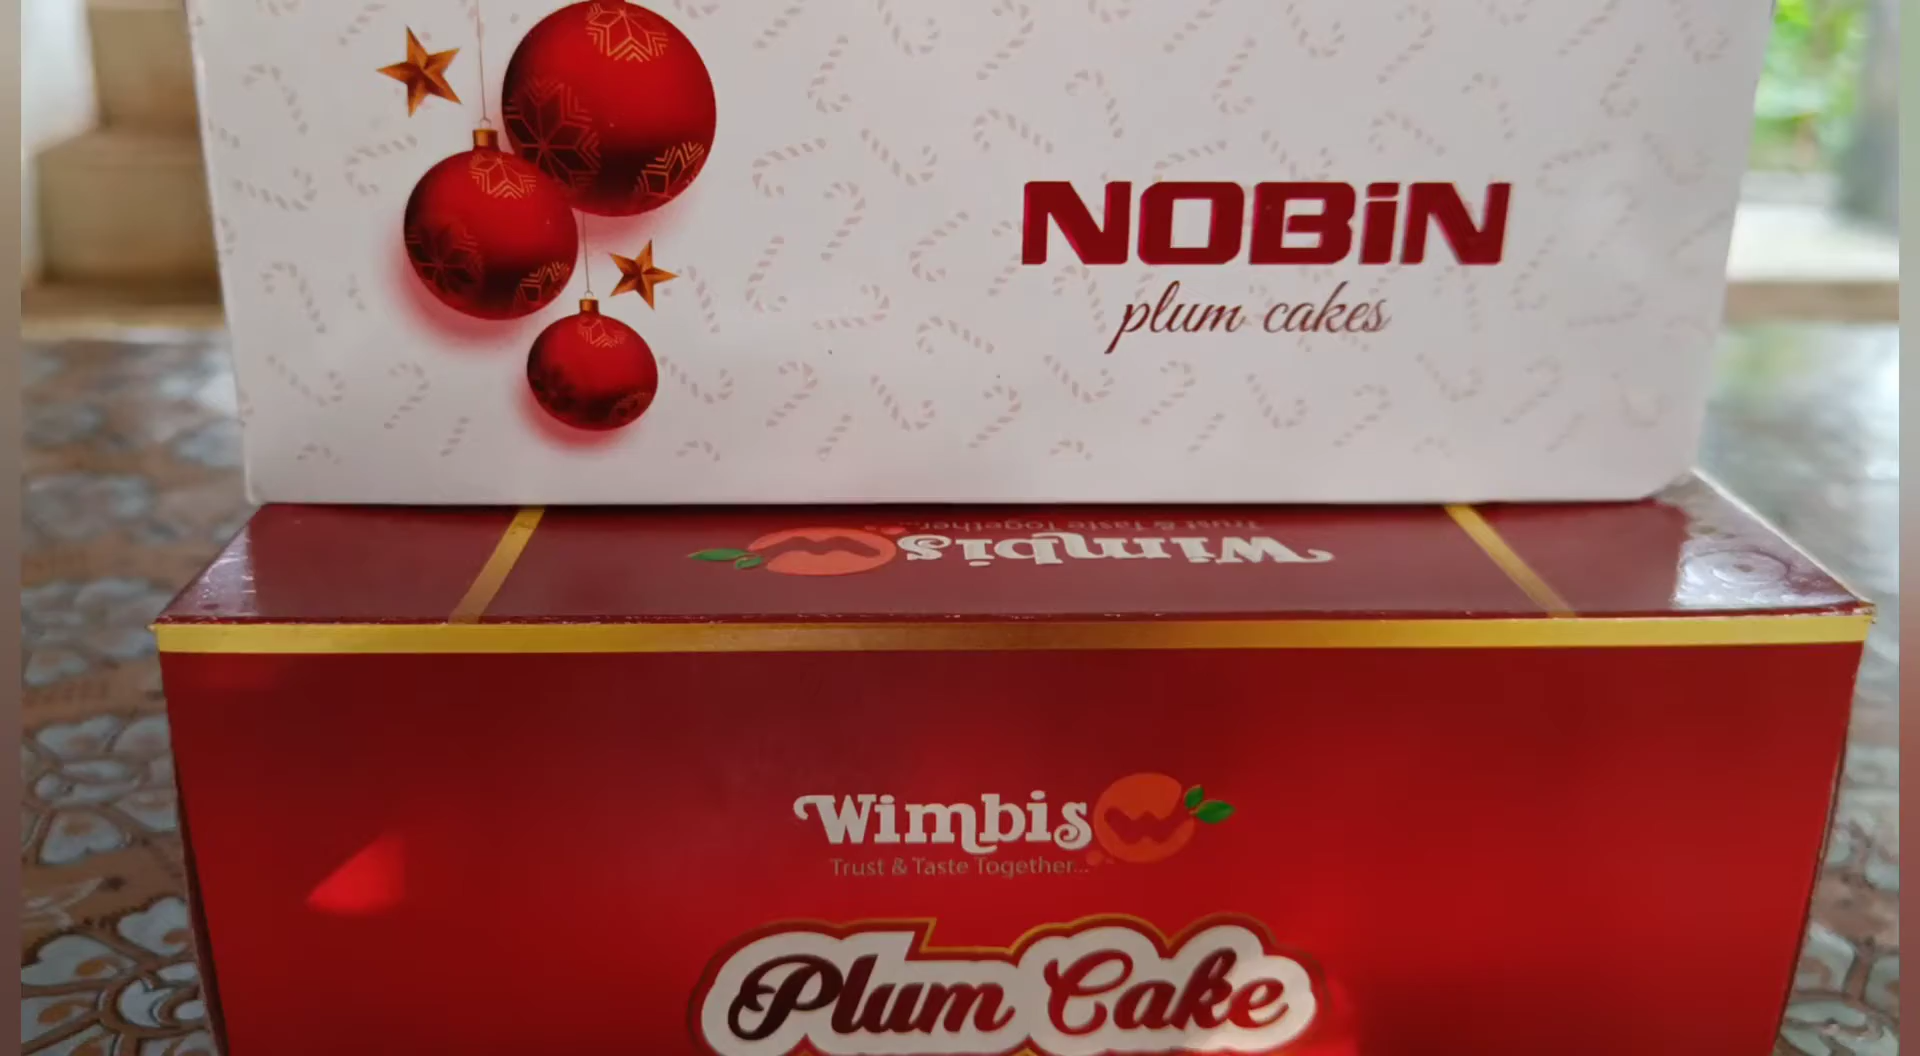 NOBiN
plum cakes
Trust & Taste Together...
Wimbis
Wimbis
Trust & Taste Together...
Plum Cake